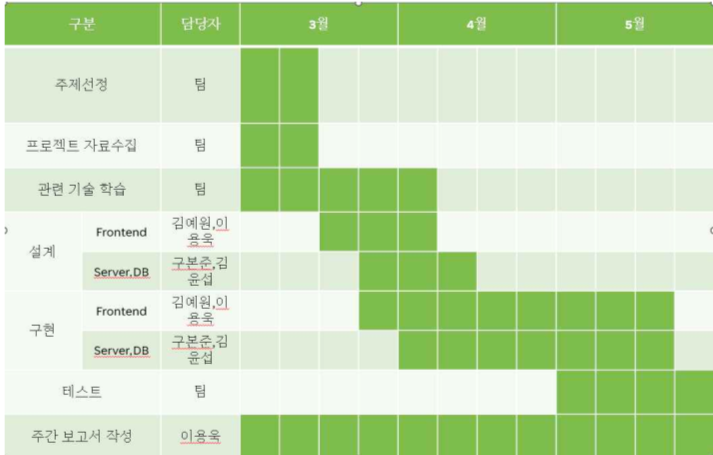 구분 담당자 3월 4월 5월
주제선정 팀
프로젝트 자료수집 팀
관련 기술 학습 팀
설계 Frontend 김예원,이
용욱
Server,DB 구본준,김
윤섭
구현 Frontend 김예원,이
용욱
Server,DB 구본준,김
윤섭
테스트 팀
주간 보고서 작성 이용욱